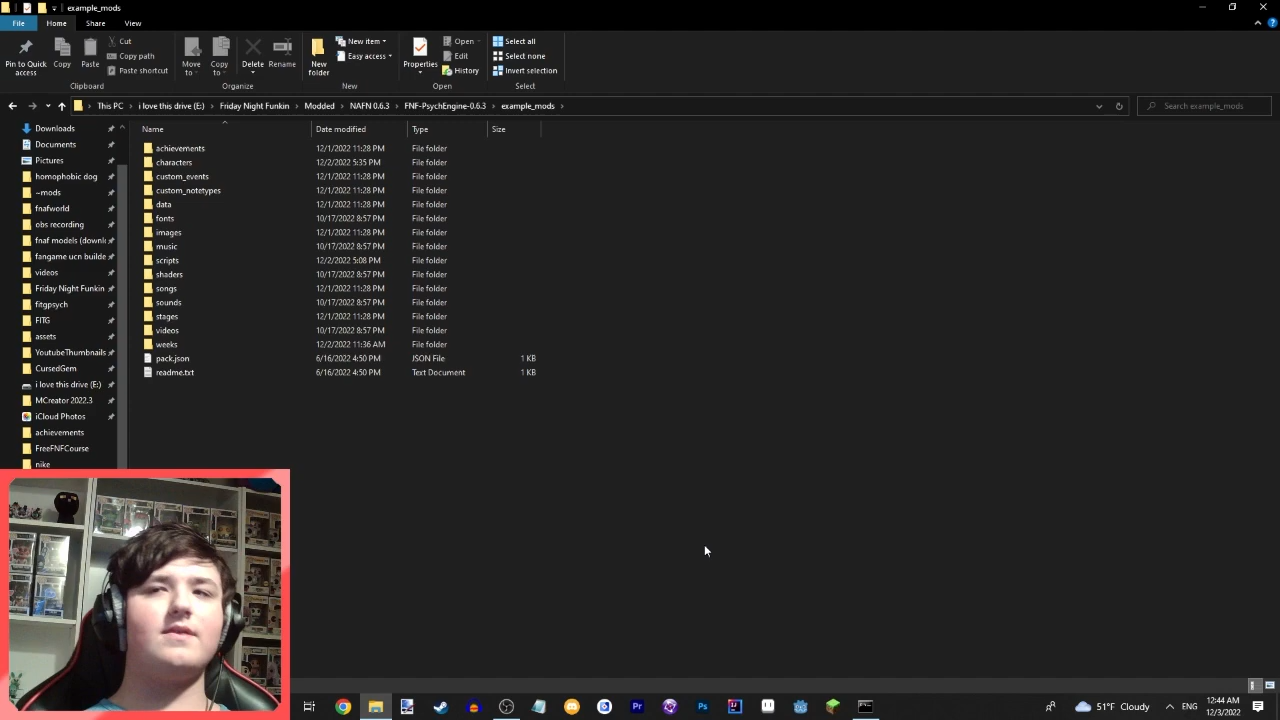 example_mods
File Home Share View
Pin to Quick access
Copy
Paste
Cut
Copy path
Paste shortcut
Clipboard
Move to
Copy to
Delete
Rename
Organize
New folder
New item
Easy access
New
Properties
Open
Edit
History
Open
Select all
Select none
Invert selection
Select
This PC > i love this drive (E:) > Friday Night Funkin > Modded > NAFN 0.6.3 > FNF-PsychEngine-0.6.3 > example_mods >
Search example_mods
Downloads
Documents
Pictures
homophobic dog
~mods
fnafworld
obs recording
fnaf models (downl
fangame ucn builde
videos
Friday Night Funkin
fitgpsych
FITG
assets
YoutubeThumbnails
CursedGem
i love this drive (E:)
MCreator 2022.3
iCloud Photos
achievements
FreeFNFCourse
nike
Name Date modified Type Size
achievements 12/1/2022 11:28 PM File folder
characters 12/2/2022 5:35 PM File folder
custom_events 12/1/2022 11:28 PM File folder
custom_notetypes 12/1/2022 11:28 PM File folder
data 12/1/2022 11:28 PM File folder
fonts 10/17/2022 8:57 PM File folder
images 12/1/2022 11:28 PM File folder
music 10/17/2022 8:57 PM File folder
scripts 12/2/2022 5:08 PM File folder
shaders 10/17/2022 8:57 PM File folder
songs 12/1/2022 11:28 PM File folder
sounds 10/17/2022 8:57 PM File folder
stages 12/1/2022 11:28 PM File folder
videos 10/17/2022 8:57 PM File folder
weeks 12/2/2022 11:36 AM File folder
pack.json 6/16/2022 4:50 PM JSON File 1 KB
readme.txt 6/16/2022 4:50 PM Text Document 1 KB
Pr
Ps
51°F Cloudy
ENG
12:44 AM
12/3/2022